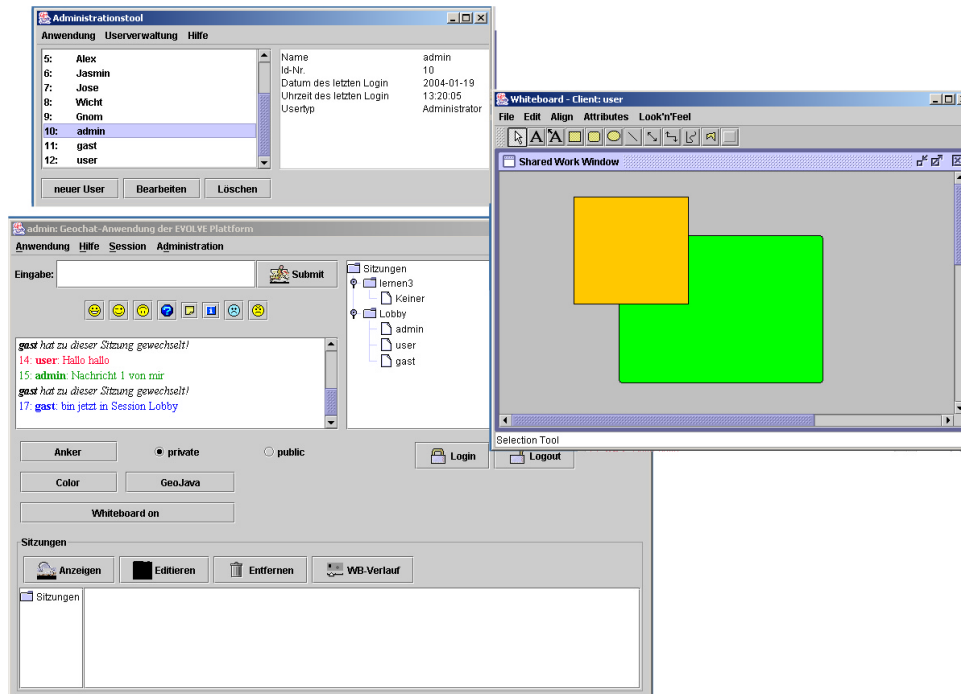 Administrationstool
Anwendung Userverwaltung Hilfe
5: Alex
6: Jasmin
7: Jose
8: Wicht
9: Gnom
10: admin
11: gast
12: user
Name admin
Id-Nr. 10
Datum des letzten Login 2004-01-19
Uhrzeit des letzten Login 13:20:05
Usertyp Administrator
neuer User Bearbeiten Löschen
Whiteboard - Client: user
File Edit Align Attributes Look'n'Feel
A A
Shared Work Window
Selection Tool
admin: Geochat-Anwendung der EVOLVE Plattform
Anwendung Hilfe Session Administration
Eingabe: Submit
gast hat zu dieser Sitzung gewechselt!
14: user: Hallo hallo
15: admin: Nachricht 1 von mir
gast hat zu dieser Sitzung gewechselt!
17: gast: bin jetzt in Session Lobby
Sitzungen
lernen3
Keiner
Lobby
admin
user
gast
Anker private public Login Logout
Color GeoJava
Whiteboard on
Sitzungen
Anzeigen Editieren Entfernen WB-Verlauf
Sitzungen